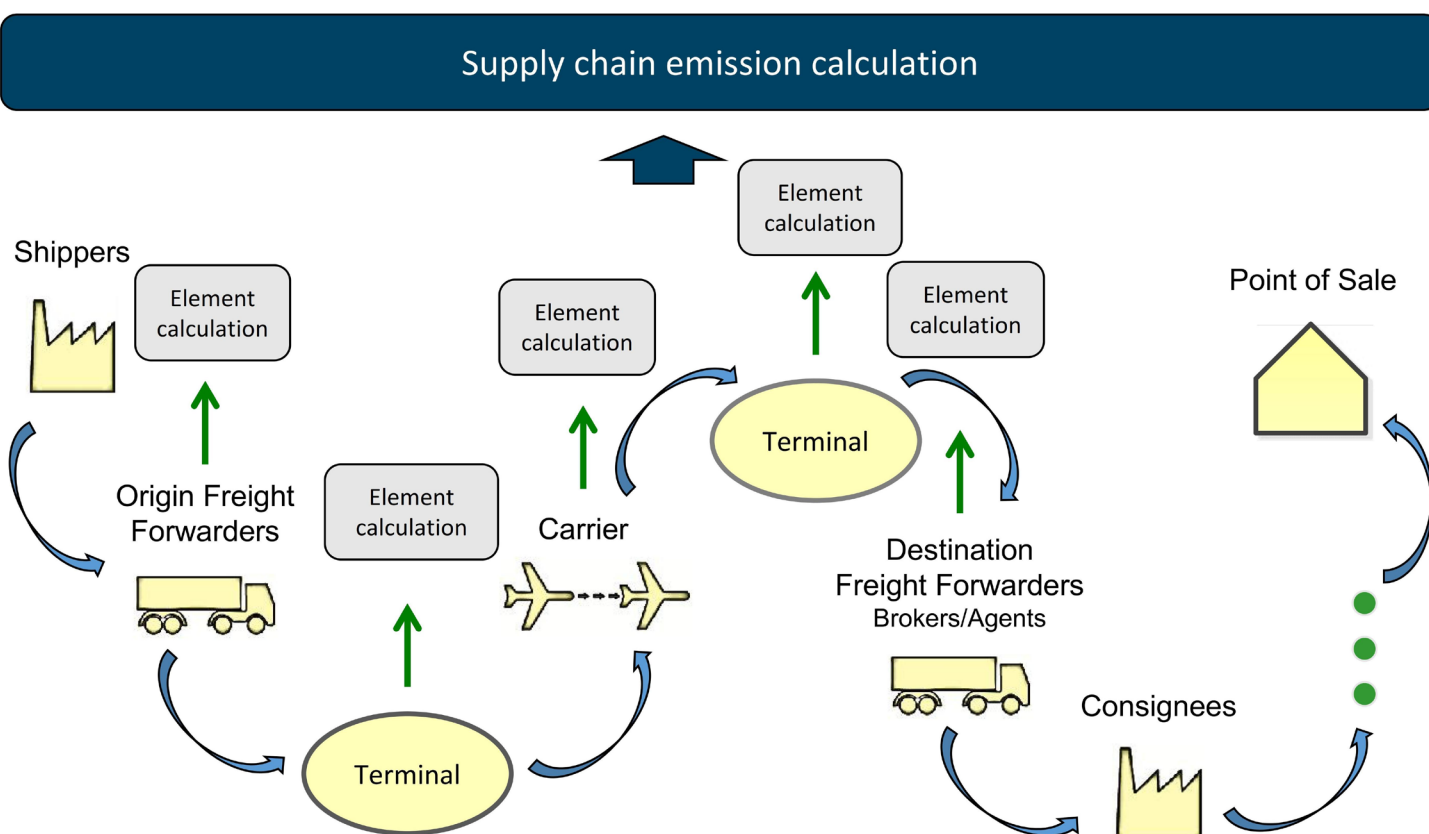 Supply chain emission calculation
Element
calculation
Shippers
Element
calculation
Element
calculation
Element
calculation
Point of Sale
Origin Freight
Forwarders
Element
calculation
Terminal
Carrier
Destination
Freight Forwarders
Brokers/Agents
Consignees
Terminal